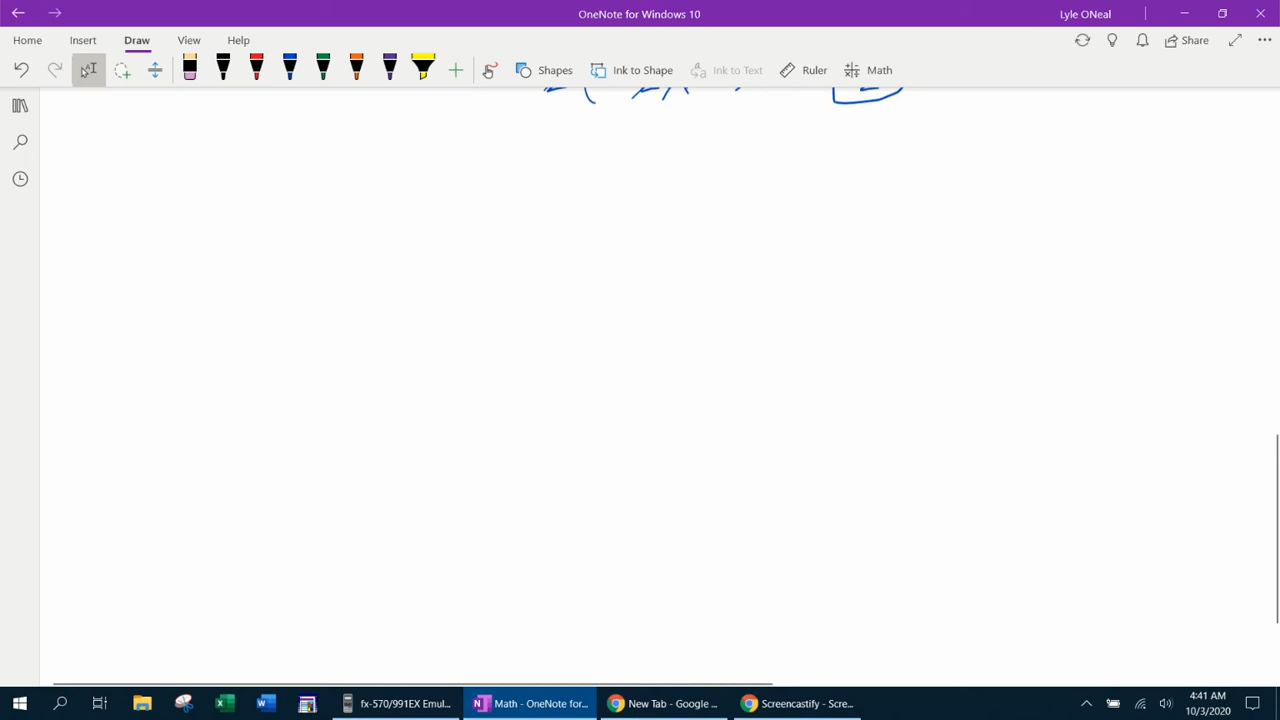 OneNote for Windows 10
Lyle ONeal
Home Insert Draw View Help
Share
Shapes Ink to Shape Ink to Text Ruler Math
fx-570/991EX Emul...
Math - OneNote for...
New Tab - Google ...
Screencastify - Scre...
4:41 AM
10/3/2020